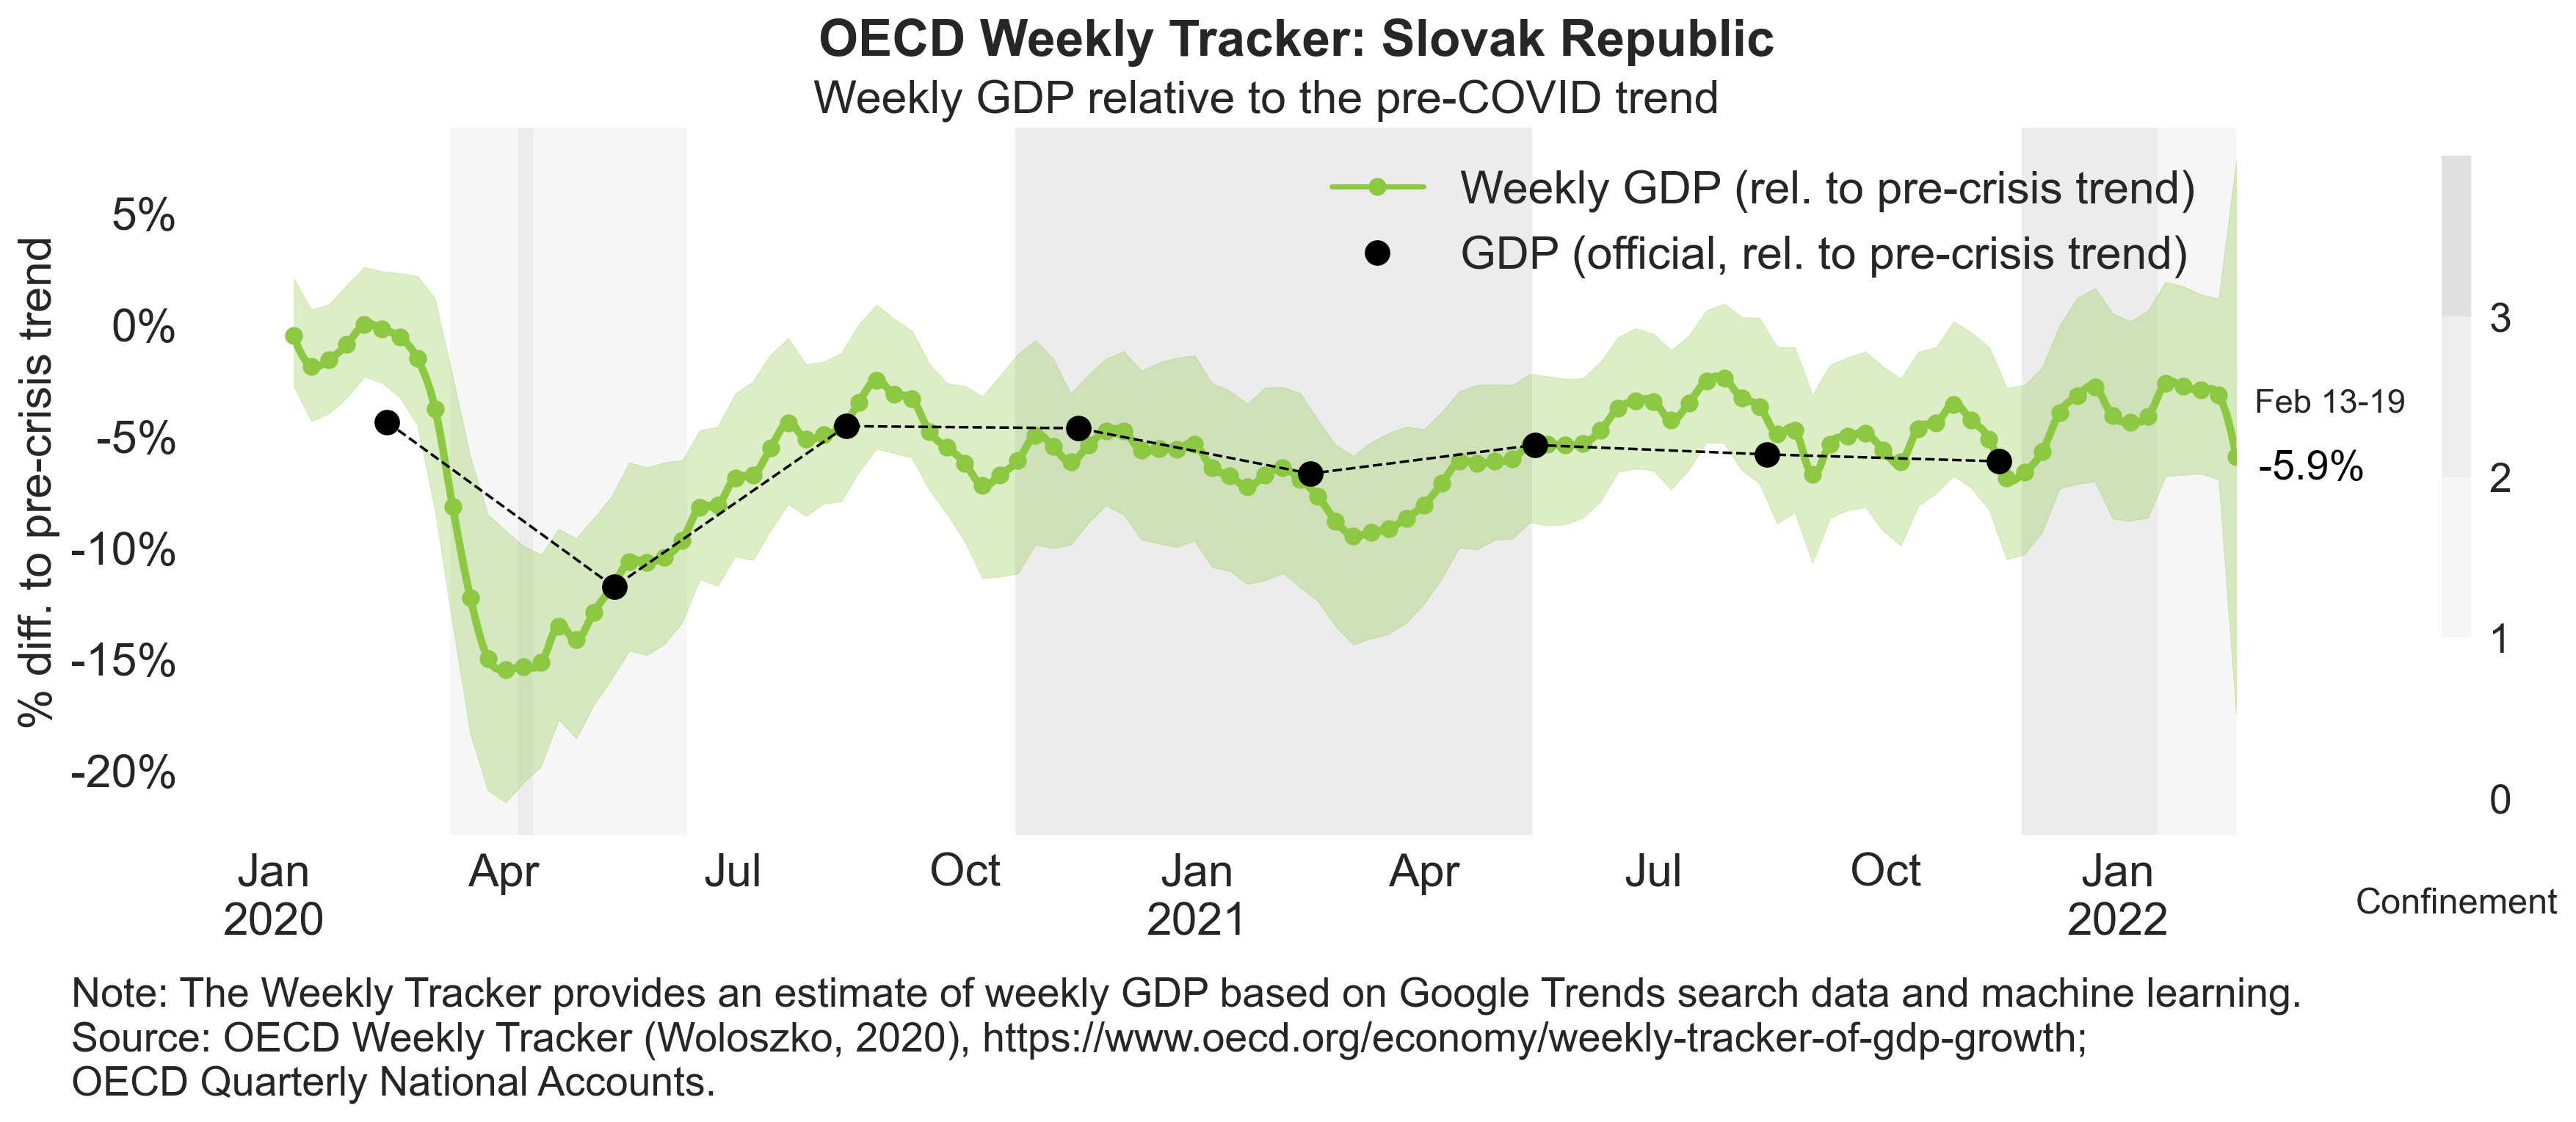 OECD Weekly Tracker: Slovak Republic
Weekly GDP relative to the pre-COVID trend
Weekly GDP (rel. to pre-crisis trend)
GDP (official, rel. to pre-crisis trend)
% diff. to pre-crisis trend
5%
0%
-5%
-10%
-15%
-20%
Feb 13-19
-5.9%
3
2
1
0
Confinement
Jan Apr Jul Oct Jan Apr Jul Oct Jan
2020 2021 2022
Note: The Weekly Tracker provides an estimate of weekly GDP based on Google Trends search data and machine learning.
Source: OECD Weekly Tracker (Woloszko, 2020), https://www.oecd.org/economy/weekly-tracker-of-gdp-growth;
OECD Quarterly National Accounts.